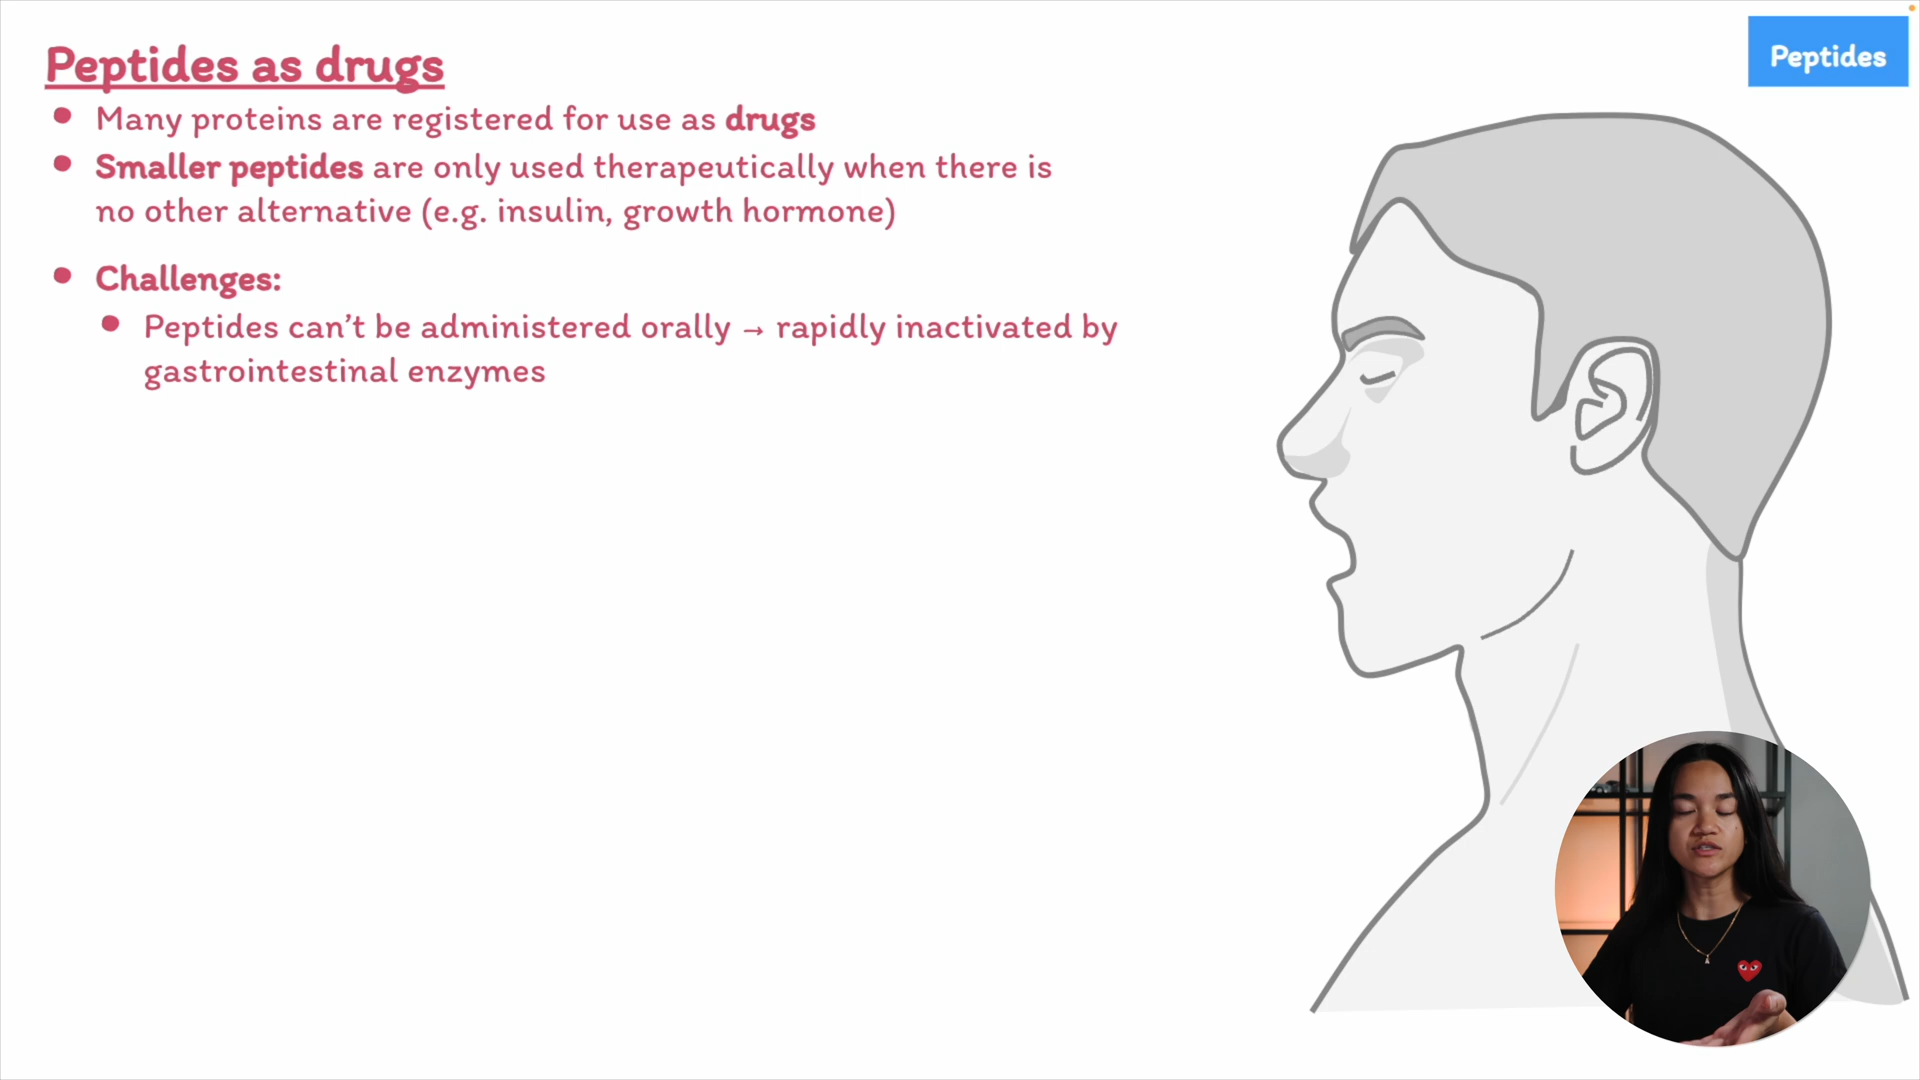 Peptides
Peptides as drugs
Many proteins are registered for use as drugs
Smaller peptides are only used therapeutically when there is
no other alternative (e.g. insulin, growth hormone)
Challenges:
Peptides can't be administered orally → rapidly inactivated by
gastrointestinal enzymes